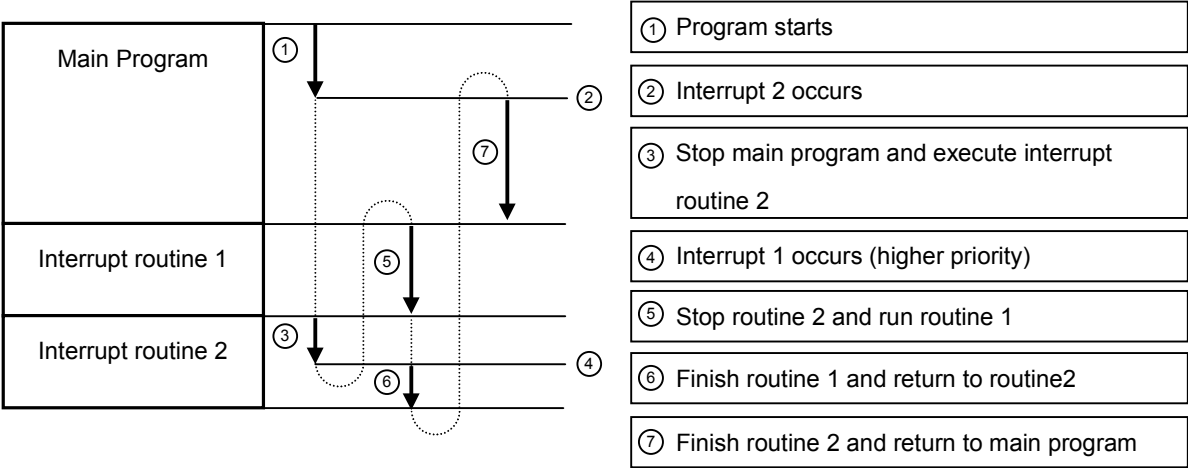 Main Program
Interrupt routine 1
Interrupt routine 2
①
②
⑦
⑤
③
④
⑥
① Program starts
② Interrupt 2 occurs
③ Stop main program and execute interrupt
routine 2
④ Interrupt 1 occurs (higher priority)
⑤ Stop routine 2 and run routine 1
⑥ Finish routine 1 and return to routine2
⑦ Finish routine 2 and return to main program